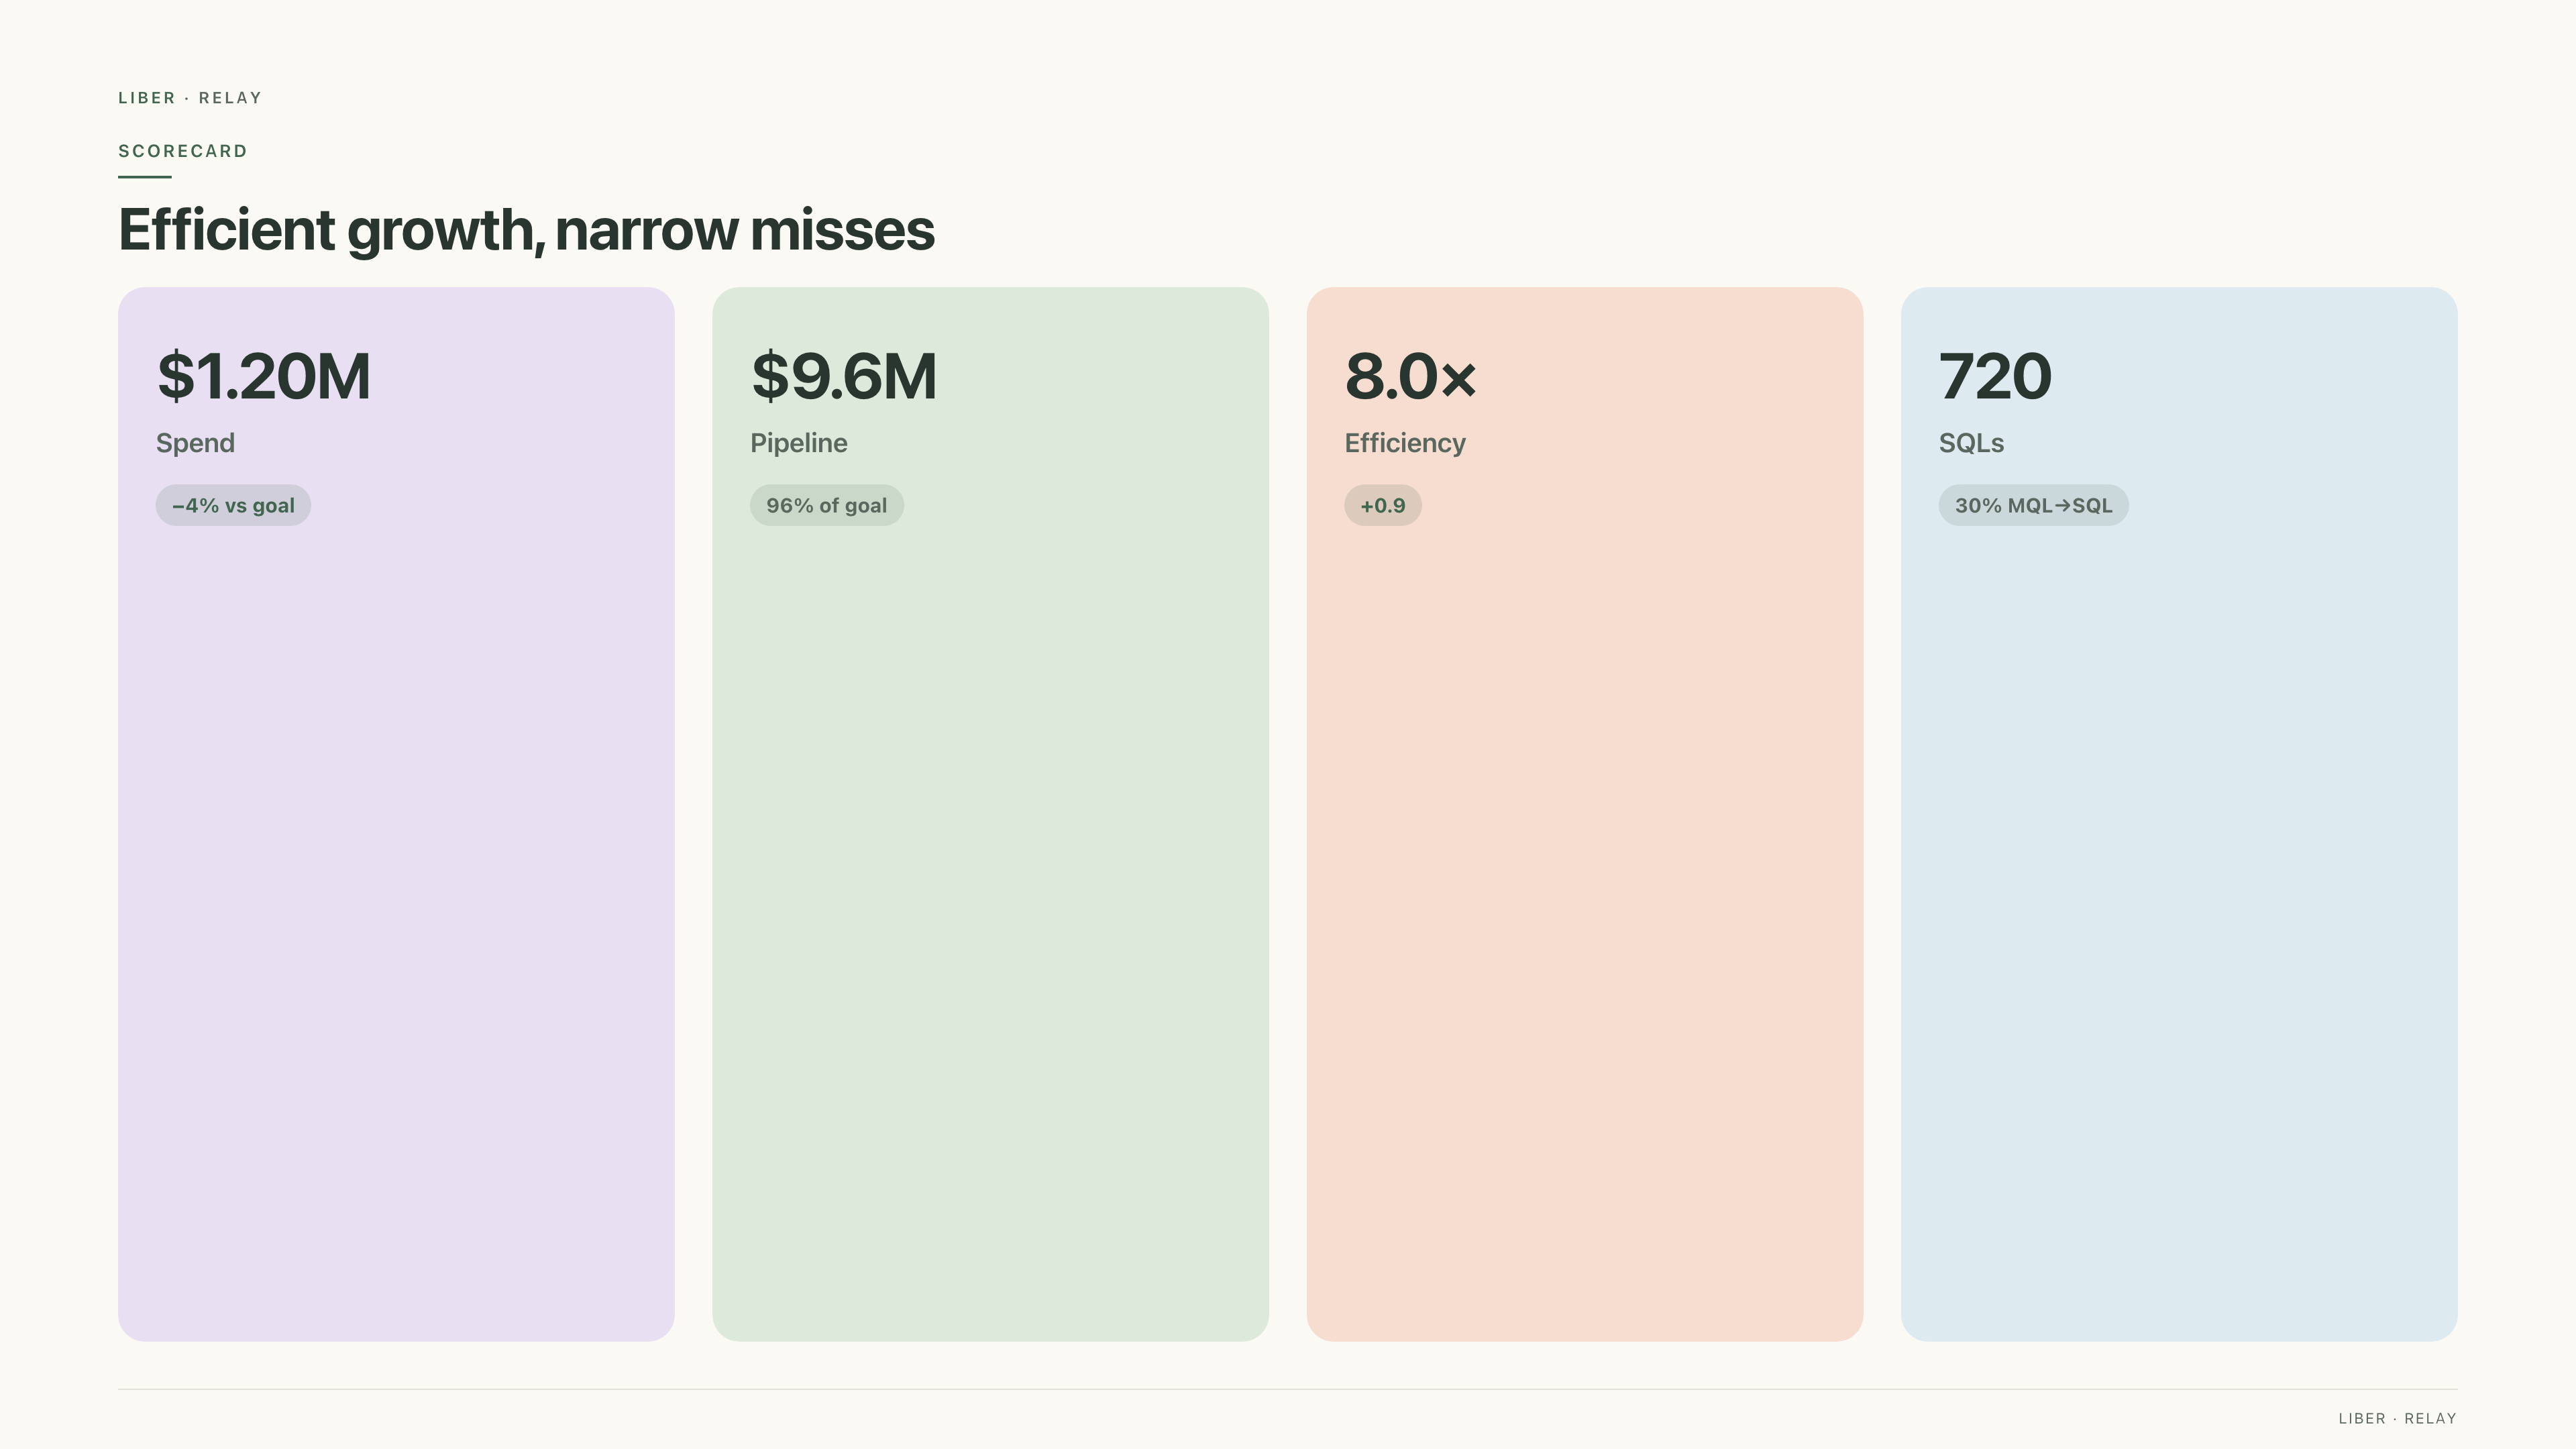 LIBER · RELAY
SCORECARD
Efficient growth, narrow misses
$1.20M
Spend
−4% vs goal
$9.6M
Pipeline
96% of goal
8.0×
Efficiency
+0.9
720
SQLs
30% MQL→SQL
LIBER · RELAY